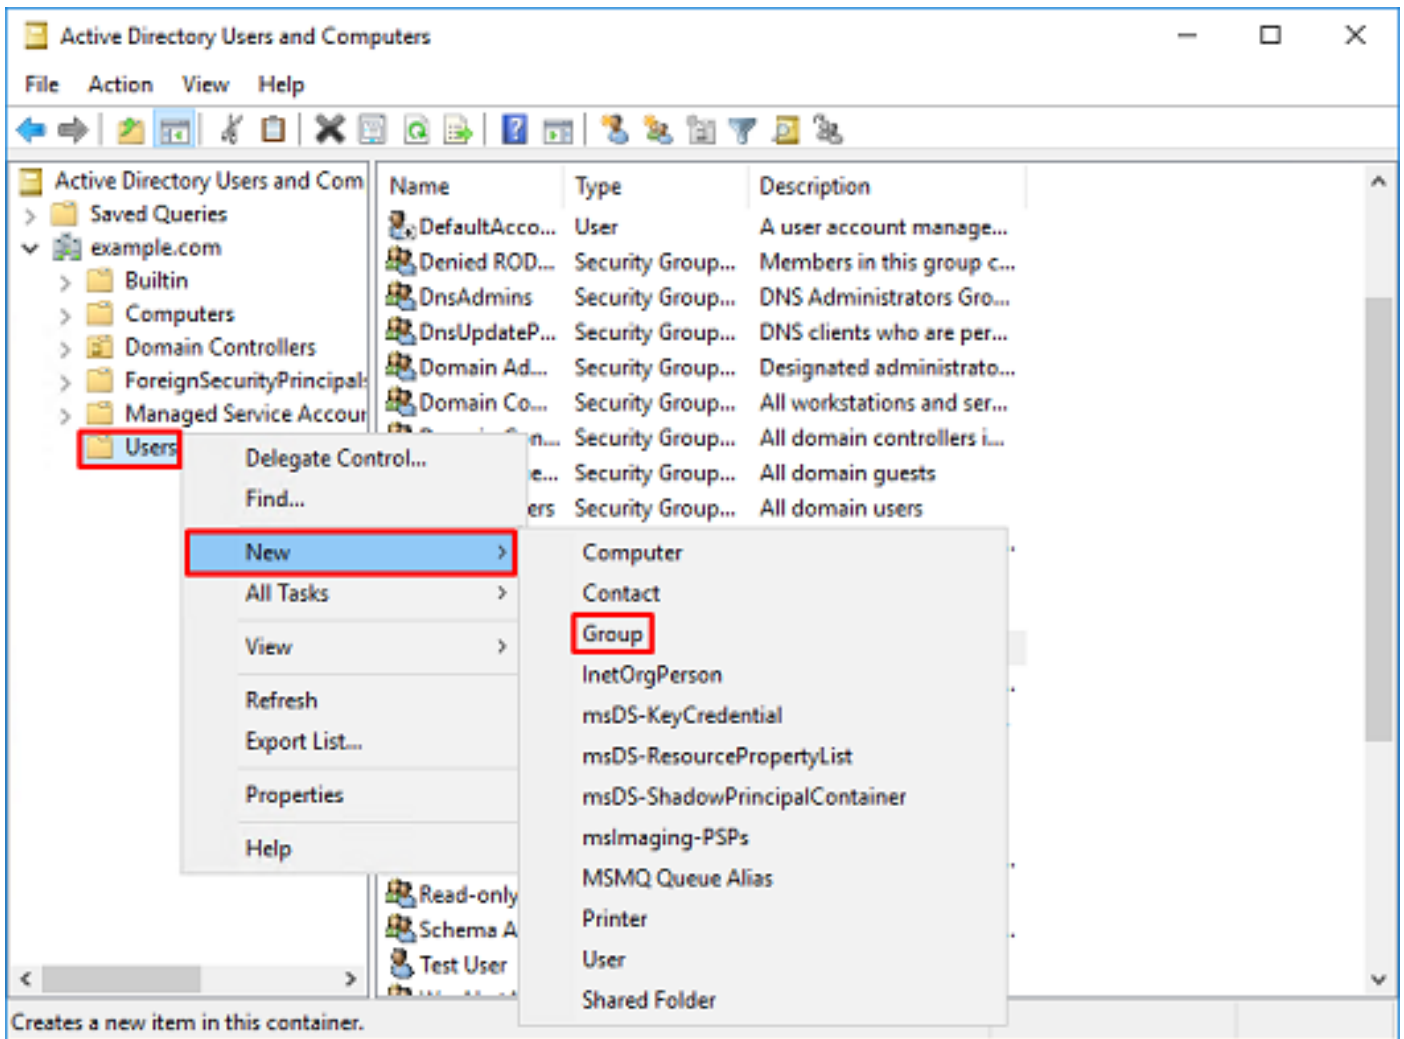 Active Directory Users and Computers
File Action View Help
Active Directory Users and Com
Saved Queries
example.com
Builtin
Computers
Domain Controllers
ForeignSecurityPrincipals
Managed Service Accour
Users
Name Type Description
DefaultAcco... User A user account manage...
Denied ROD... Security Group... Members in this group c...
DnsAdmins Security Group... DNS Administrators Gro...
DnsUpdateP... Security Group... DNS clients who are per...
Domain Ad... Security Group... Designated administrato...
Domain Co... Security Group... All workstations and ser...
n... Security Group... All domain controllers i...
e... Security Group... All domain guests
ers Security Group... All domain users
Read-only
Schema A
Test User
Delegate Control...
Find...
New
All Tasks
View
Refresh
Export List...
Properties
Help
Computer
Contact
Group
InetOrgPerson
msDS-KeyCredential
msDS-ResourcePropertyList
msDS-ShadowPrincipalContainer
msImaging-PSPs
MSMQ Queue Alias
Printer
User
Shared Folder
Creates a new item in this container.